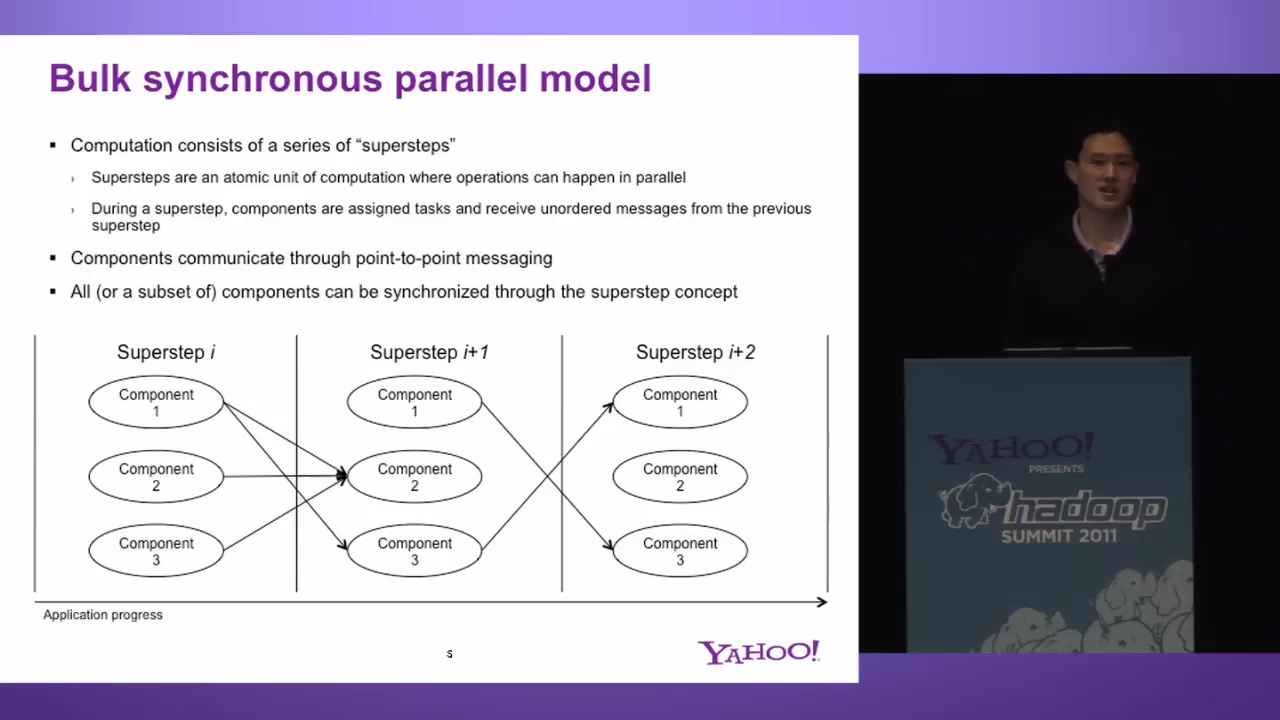 Bulk synchronous parallel model
▪ Computation consists of a series of “supersteps”
› Supersteps are an atomic unit of computation where operations can happen in parallel
› During a superstep, components are assigned tasks and receive unordered messages from the previous
superstep
▪ Components communicate through point-to-point messaging
▪ All (or a subset of) components can be synchronized through the superstep concept
Superstep i
Superstep i+1
Superstep i+2
Component
1
Component
1
Component
1
Component
2
Component
2
Component
2
Component
3
Component
3
Component
3
Application progress
YAHOO!
YAHOO!
PRESENTS
hadoop
SUMMIT 2011